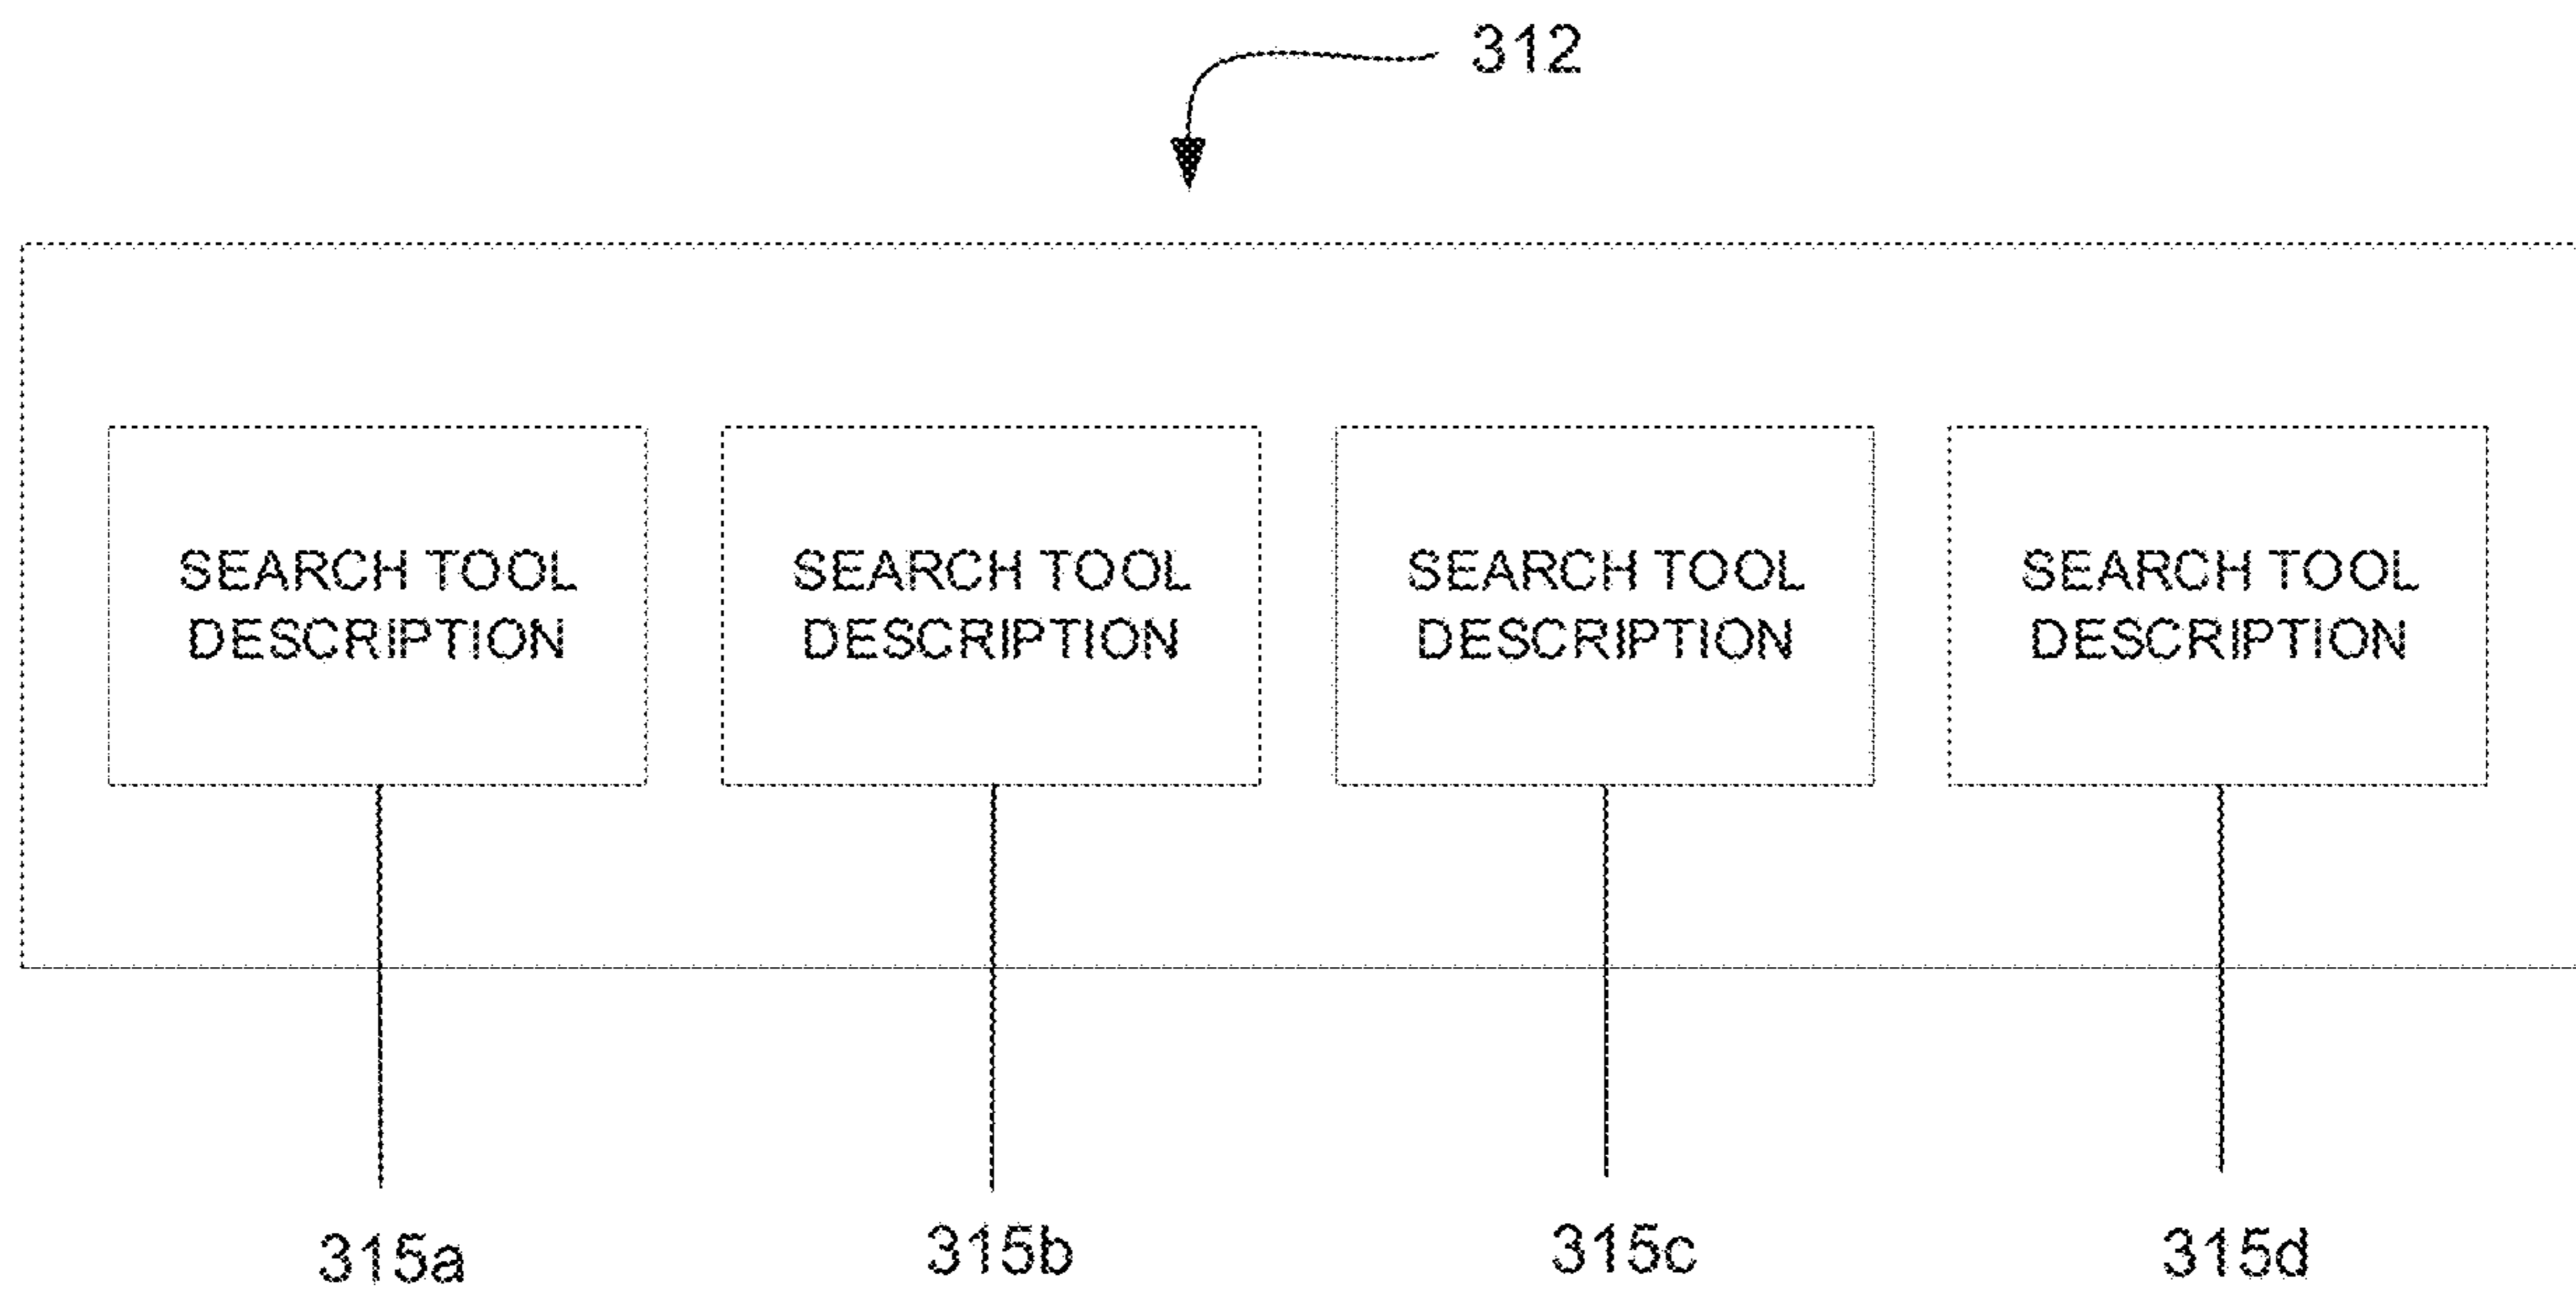 312
SEARCH TOOL
DESCRIPTION
SEARCH TOOL
DESCRIPTION
SEARCH TOOL
DESCRIPTION
SEARCH TOOL
DESCRIPTION
315a
315b
315c
315d